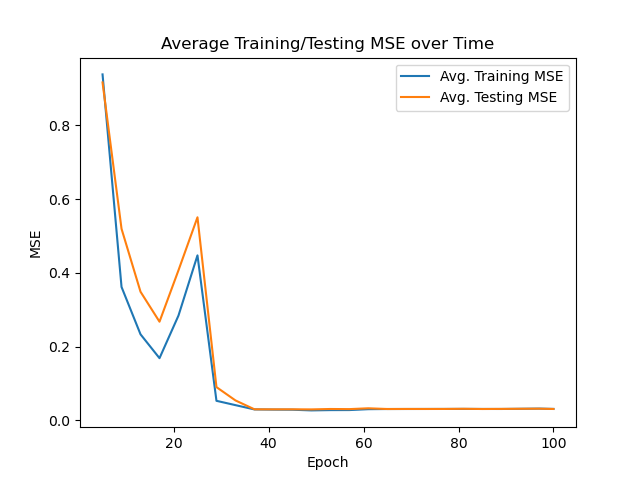 Average Training/Testing MSE over Time
Avg. Training MSE
Avg. Testing MSE
MSE
0.8
0.6
0.4
0.2
0.0
20 40 60 80 100
Epoch